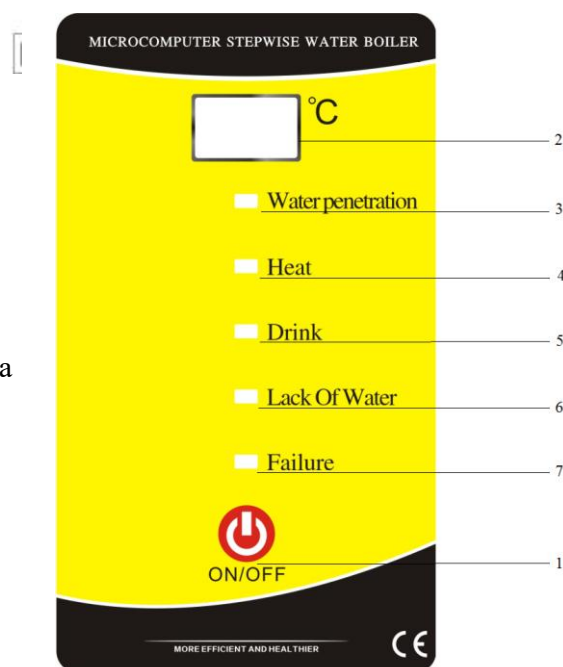 MICROCOMPUTER STEPWISE WATER BOILER
°C
2
Water penetration
3
Heat
4
Drink
5
a
Lack Of Water
6
Failure
7
1
ON/OFF
MORE EFFICIENT AND HEALTHIER
CE